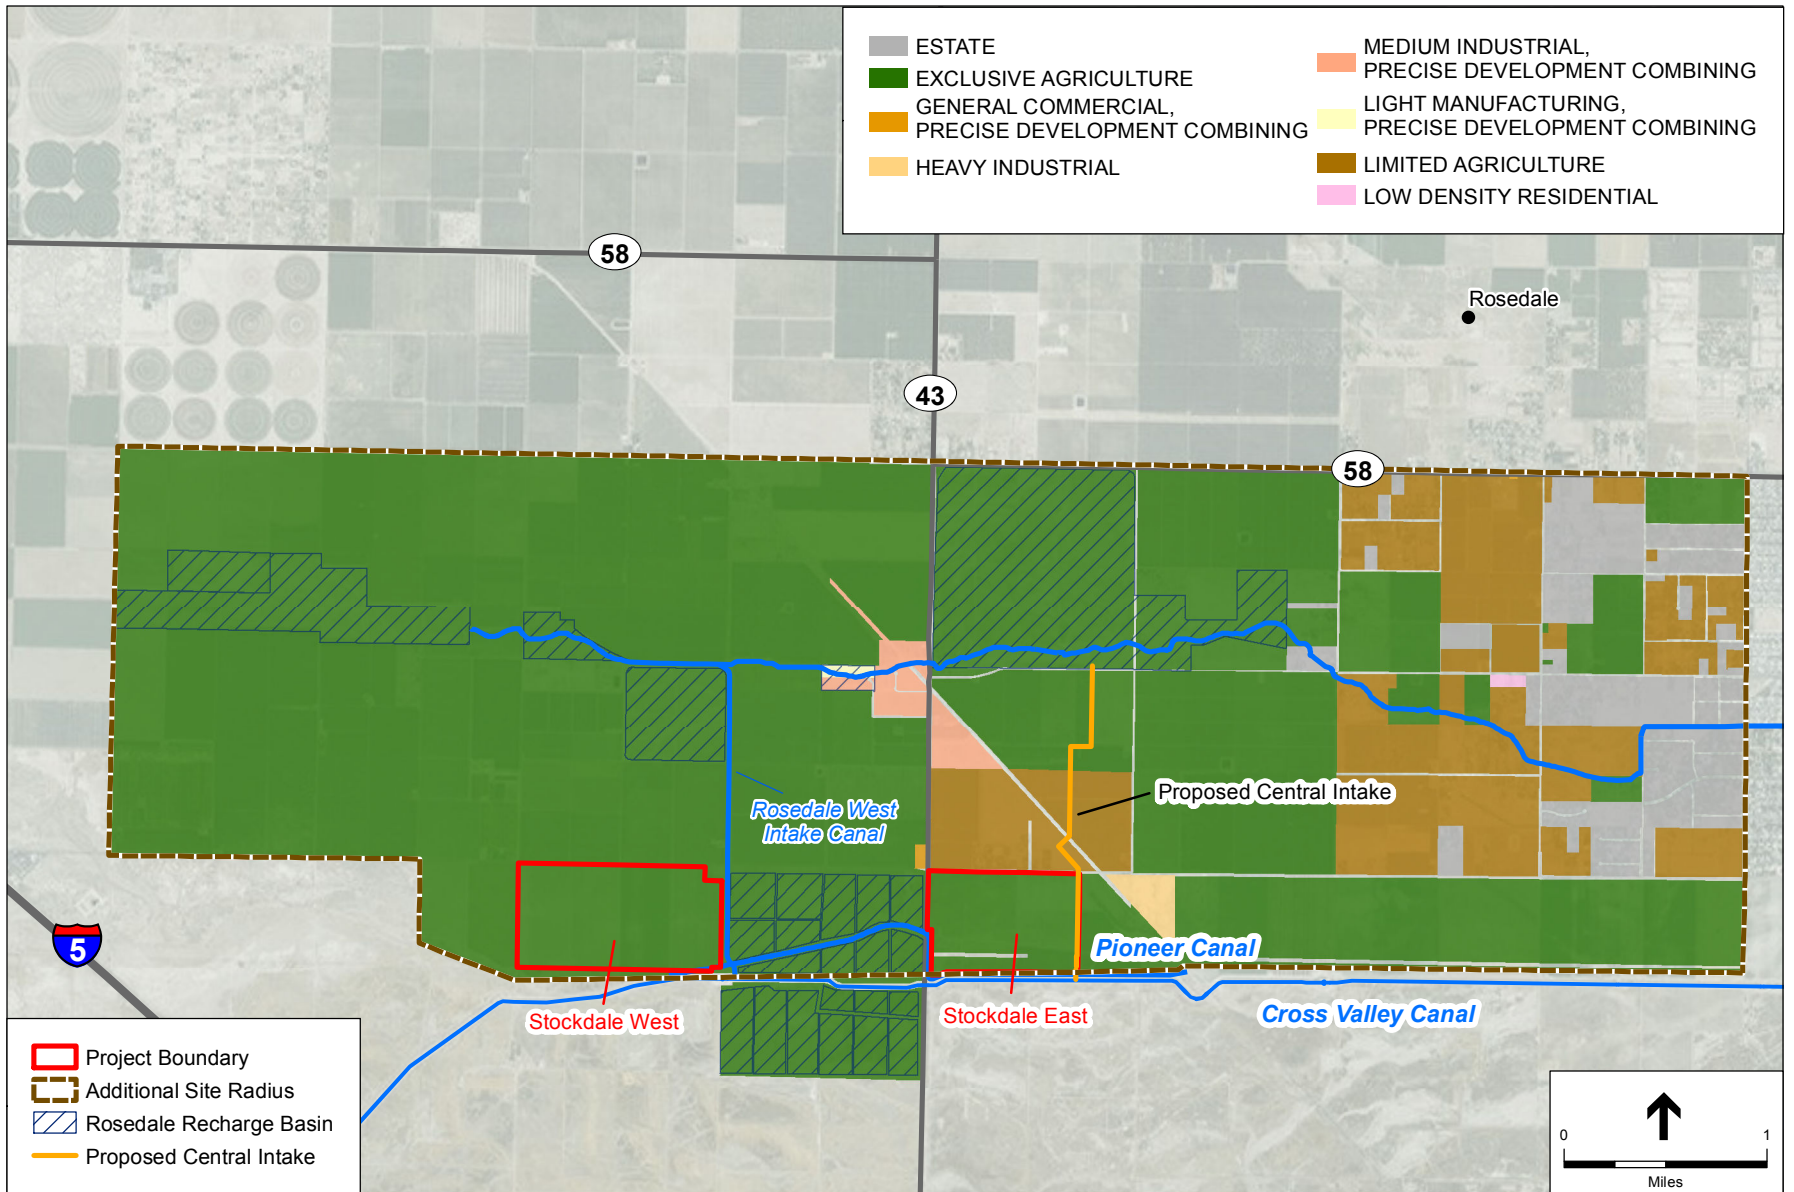 ESTATE
EXCLUSIVE AGRICULTURE
GENERAL COMMERCIAL,
PRECISE DEVELOPMENT COMBINING
HEAVY INDUSTRIAL
MEDIUM INDUSTRIAL,
PRECISE DEVELOPMENT COMBINING
LIGHT MANUFACTURING,
PRECISE DEVELOPMENT COMBINING
LIMITED AGRICULTURE
LOW DENSITY RESIDENTIAL
58
Rosedale
43
58
Proposed Central Intake
Rosedale West
Intake Canal
5
Pioneer Canal
Stockdale West
Stockdale East
Cross Valley Canal
Project Boundary
Additional Site Radius
Rosedale Recharge Basin
Proposed Central Intake
0 1
Miles